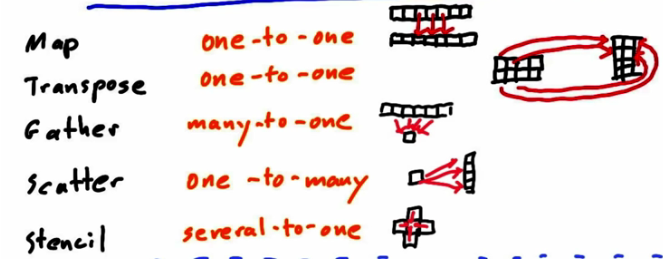 Map one-to-one
Transpose one-to-one
Gather many-to-one
Scatter one-to-many
Stencil several-to-one